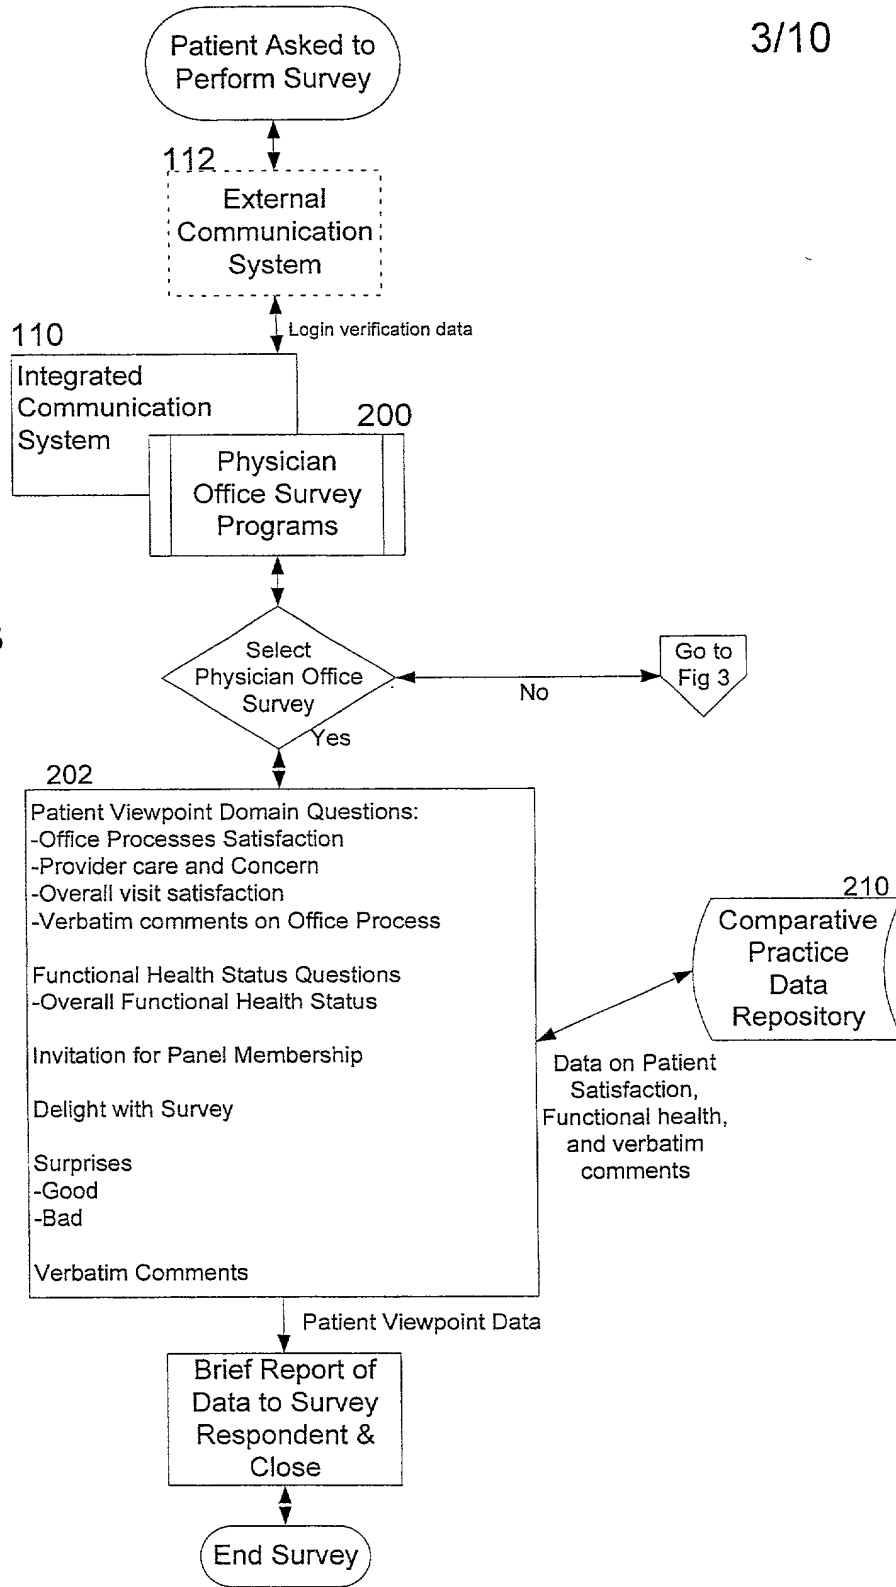 3/10
Patient Asked to
Perform Survey
112
External
Communication
System
Login verification data
110
Integrated
Communication
System
200
Physician
Office Survey
Programs
Select
Physician Office
Survey
No
Go to
Fig 3
Yes
202
Patient Viewpoint Domain Questions:
-Office Processes Satisfaction
-Provider care and Concern
-Overall visit satisfaction
-Verbatim comments on Office Process
Functional Health Status Questions
-Overall Functional Health Status
Invitation for Panel Membership
Delight with Survey
Surprises
-Good
-Bad
Verbatim Comments
210
Comparative
Practice
Data
Repository
Data on Patient
Satisfaction,
Functional health,
and verbatim
comments
Patient Viewpoint Data
Brief Report of
Data to Survey
Respondent &
Close
End Survey